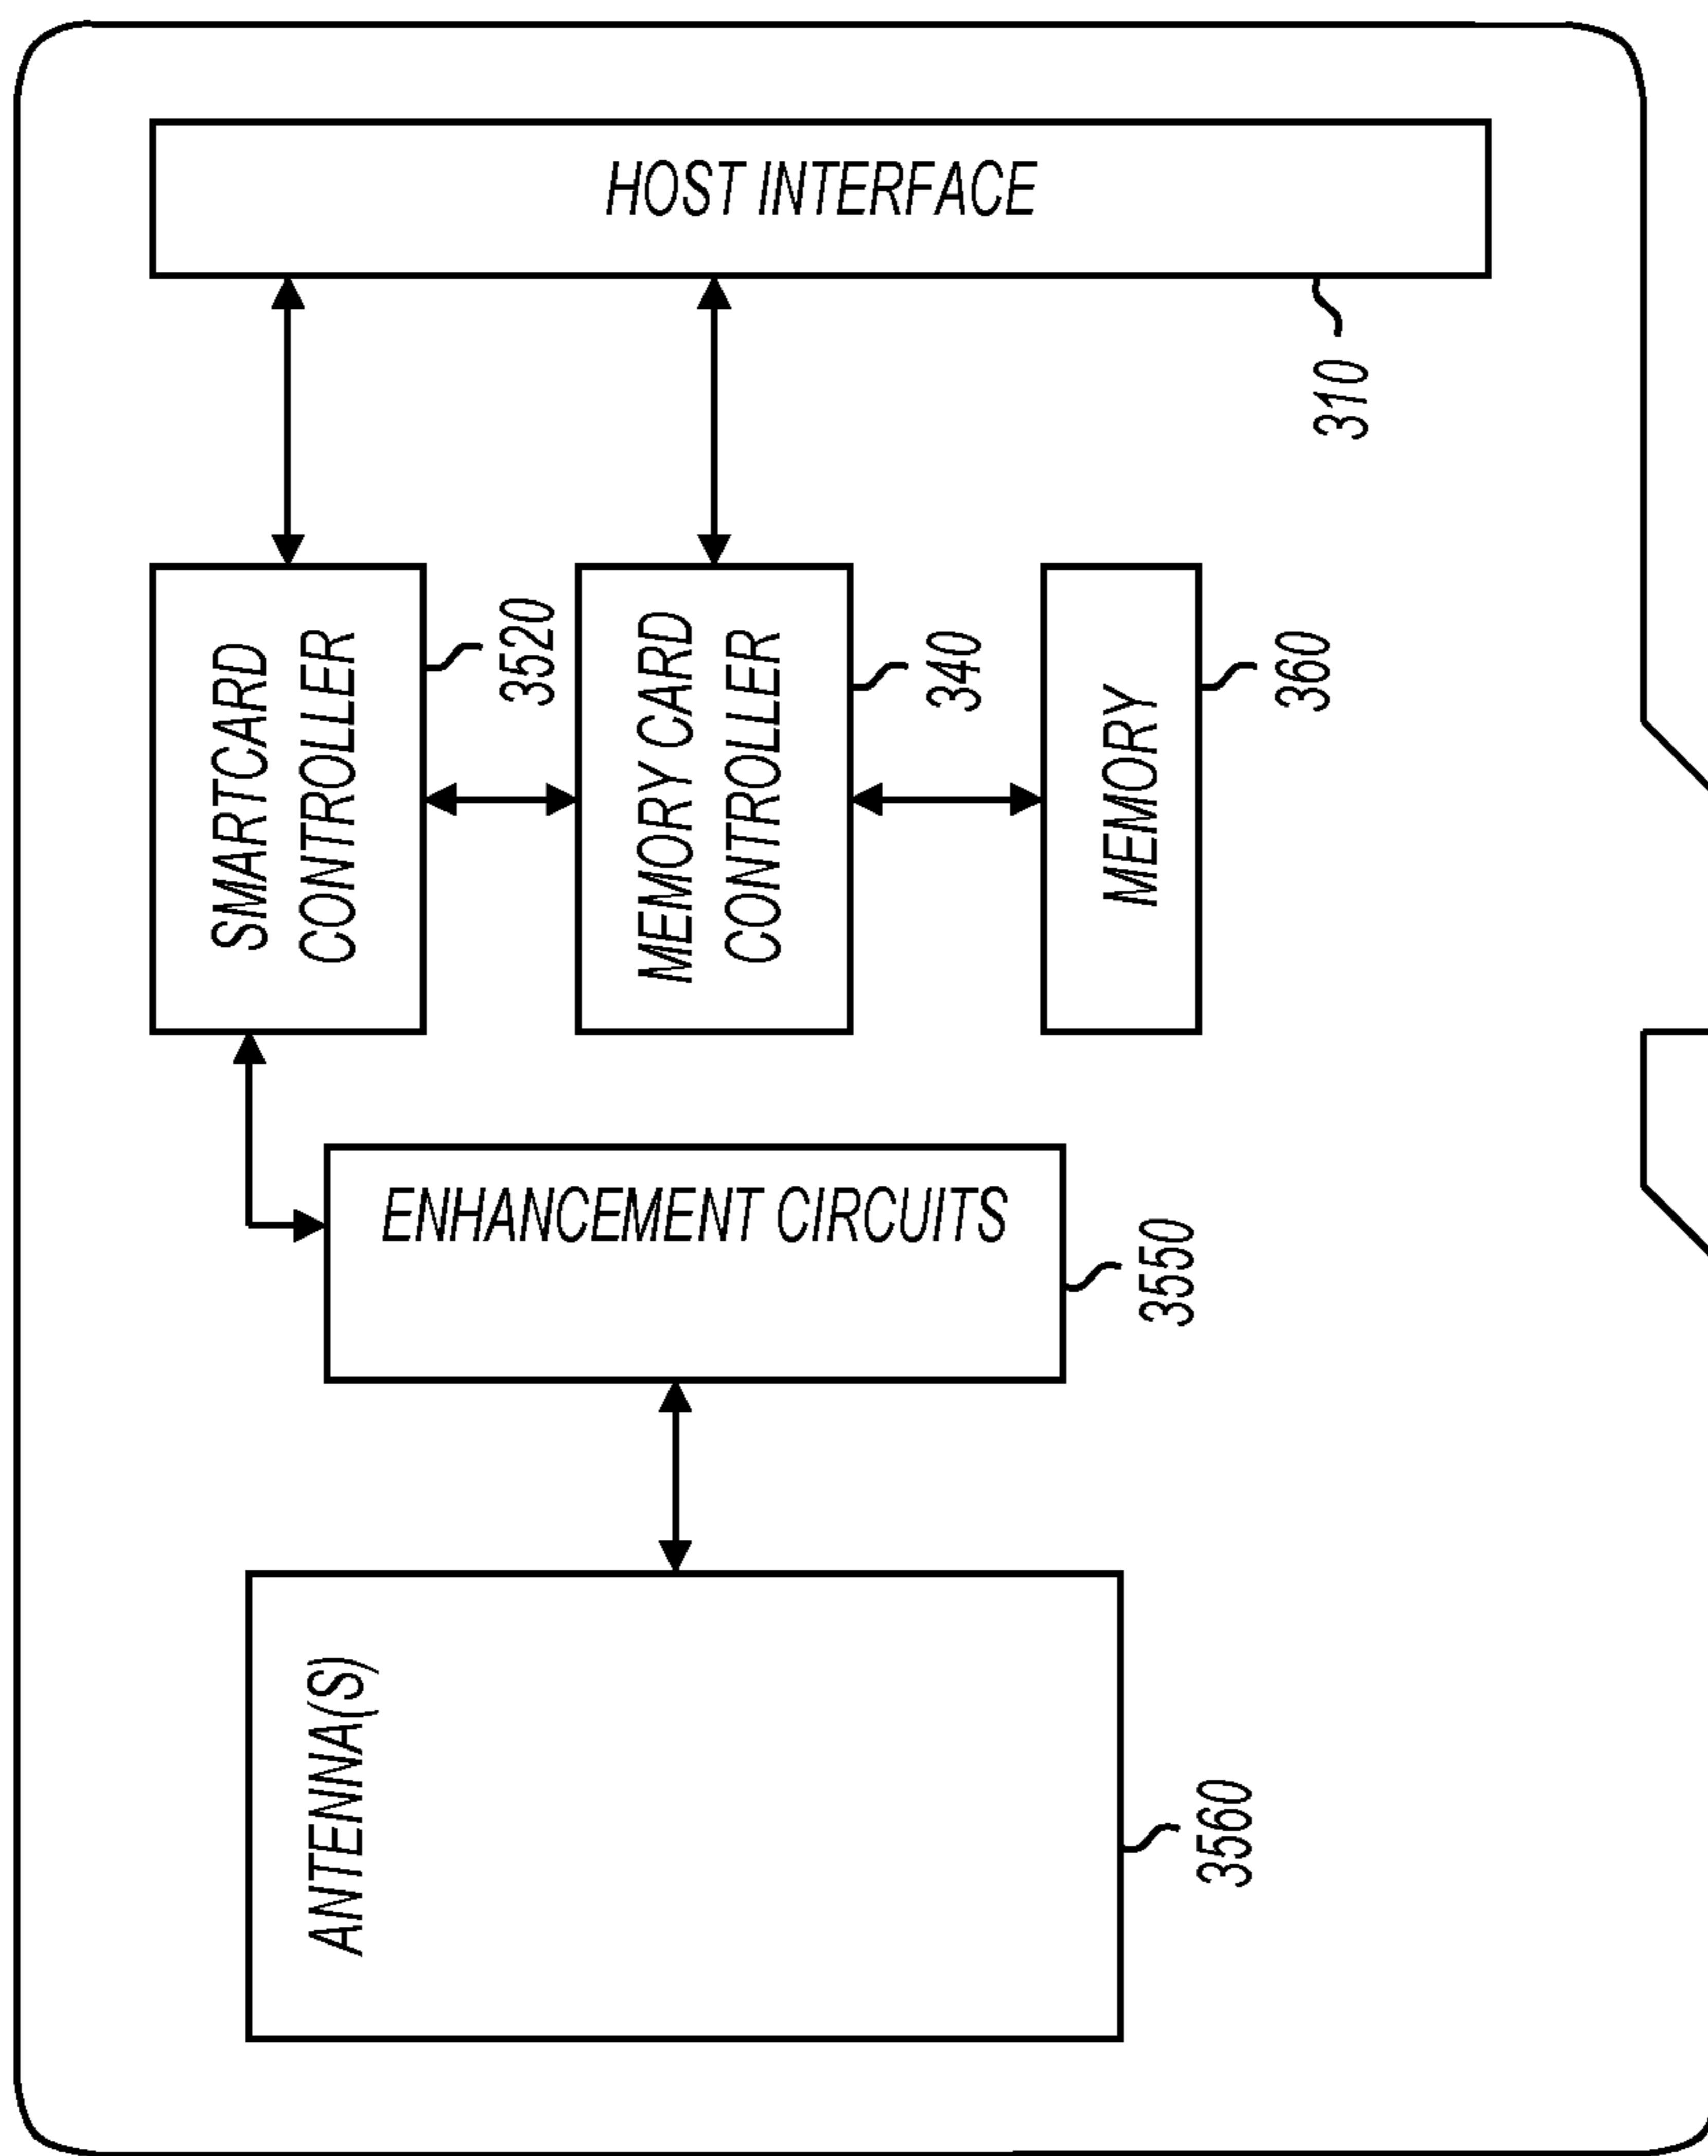 HOST INTERFACE
310
SMARTCARD
CONTROLLER
3520
MEMORY CARD
CONTROLLER
340
MEMORY
360
ENHANCEMENT CIRCUITS
3550
ANTENNA(S)
3560